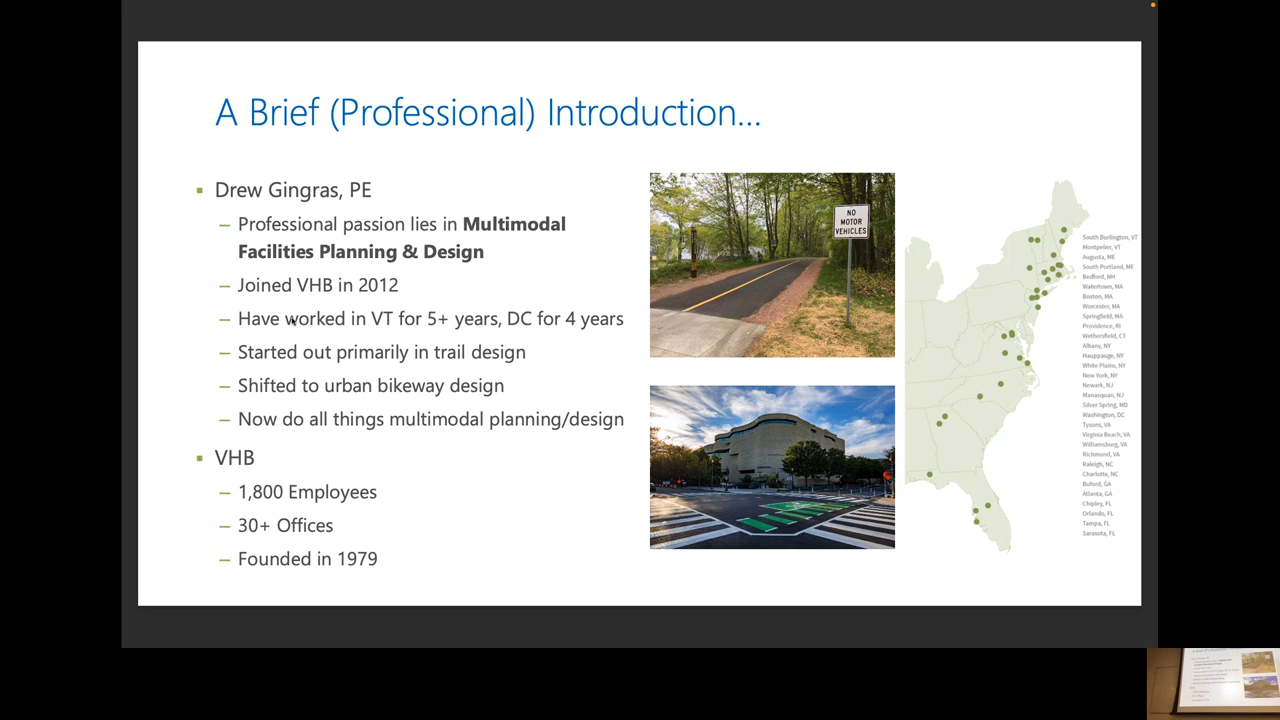 A Brief (Professional) Introduction...
▪ Drew Gingras, PE
– Professional passion lies in Multimodal
Facilities Planning & Design
– Joined VHB in 2012
– Have worked in VT for 5+ years, DC for 4 years
– Started out primarily in trail design
– Shifted to urban bikeway design
– Now do all things multimodal planning/design
▪ VHB
– 1,800 Employees
– 30+ Offices
– Founded in 1979
NO
MOTOR
VEHICLES
South Burlington, VT
Montpelier, VT
Augusta, ME
South Portland, ME
Bedford, NH
Watertown, MA
Boston, MA
Worcester, MA
Springfield, MA
Providence, RI
Wethersfield, CT
Albany, NY
Hauppauge, NY
White Plains, NY
New York, NY
Newark, NJ
Manasquan, NJ
Silver Spring, MD
Washington, DC
Tysons, VA
Virginia Beach, VA
Williamsburg, VA
Richmond, VA
Raleigh, NC
Charlotte, NC
Buford, GA
Atlanta, GA
Chipley, FL
Orlando, FL
Tampa, FL
Sarasota, FL